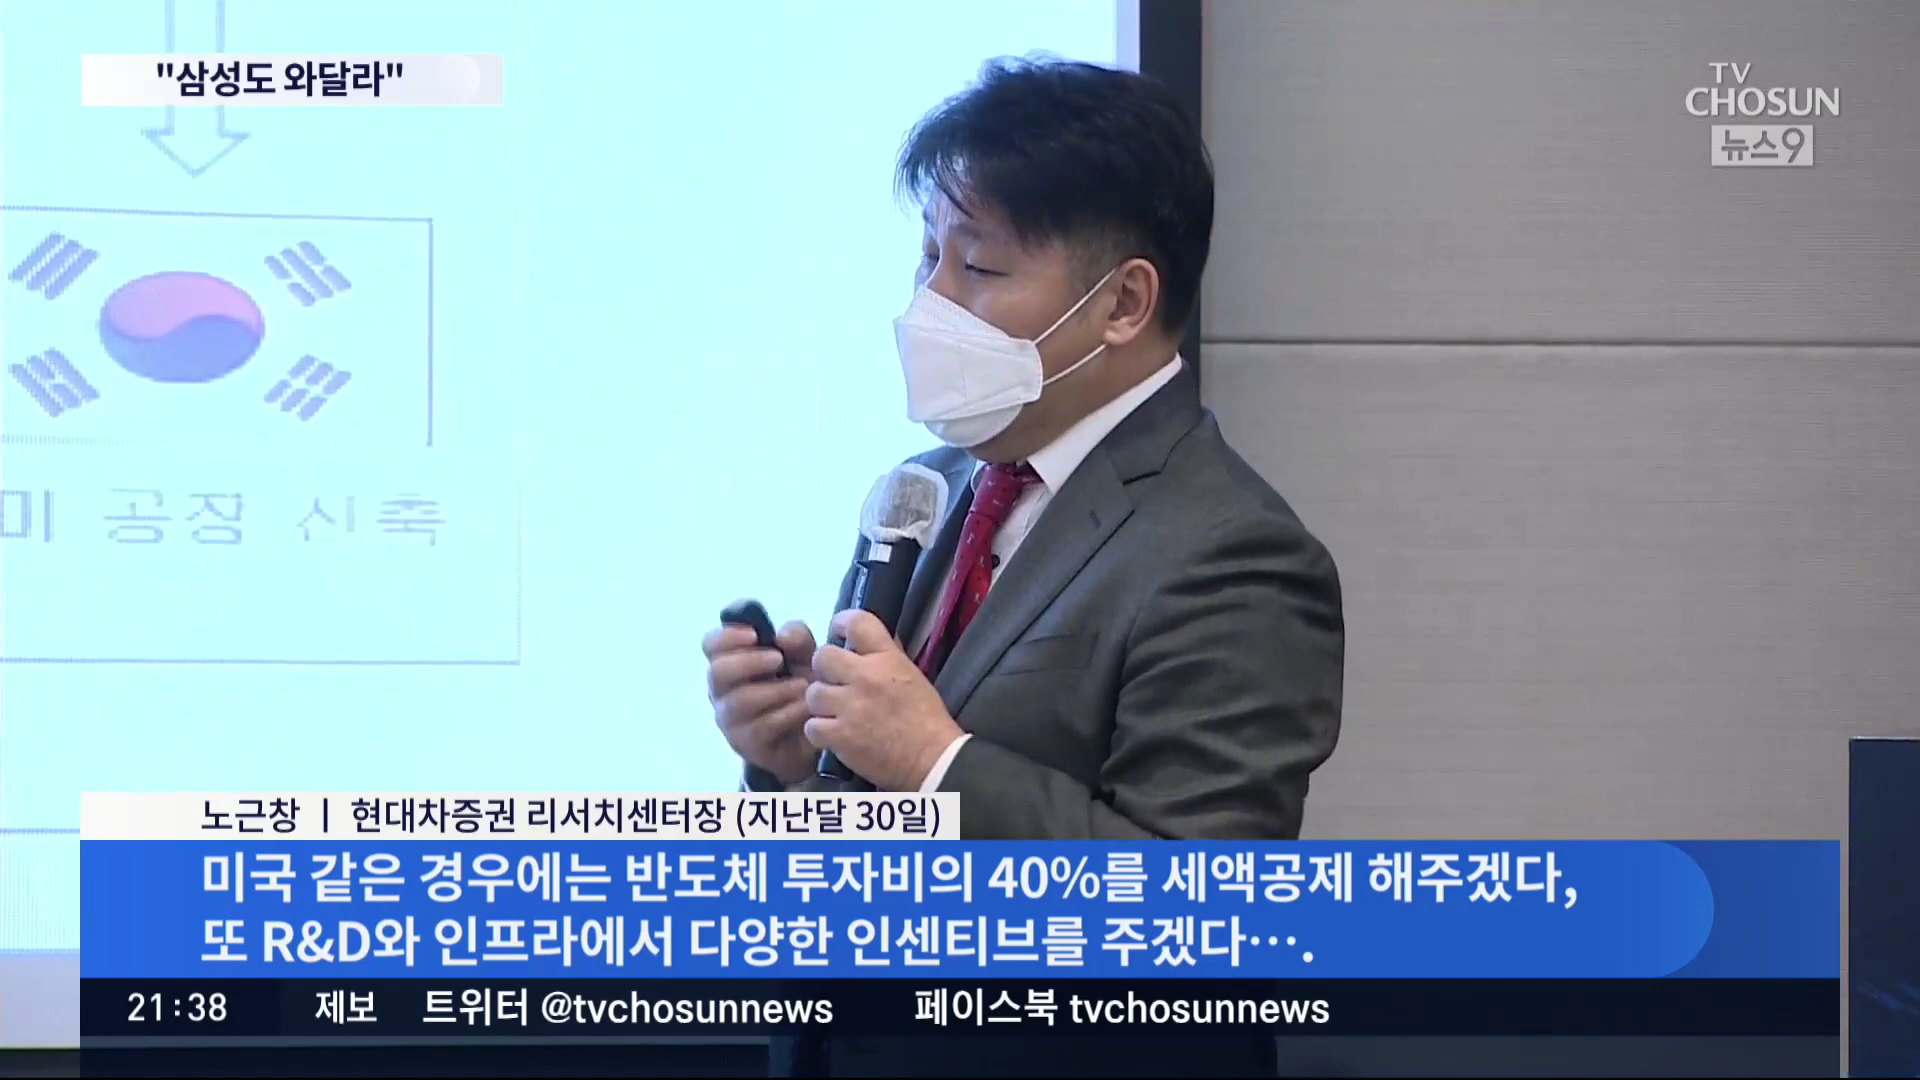 "삼성도 와달라"
TV
CHOSUN
뉴스9
미 공장 신축
노근창 | 현대차증권 리서치센터장 (지난달 30일)
미국 같은 경우에는 반도체 투자비의 40%를 세액공제 해주겠다,
또 R&D와 인프라에서 다양한 인센티브를 주겠다….
21:38 제보 트위터 @tvchosunnews 페이스북 tvchosunnews